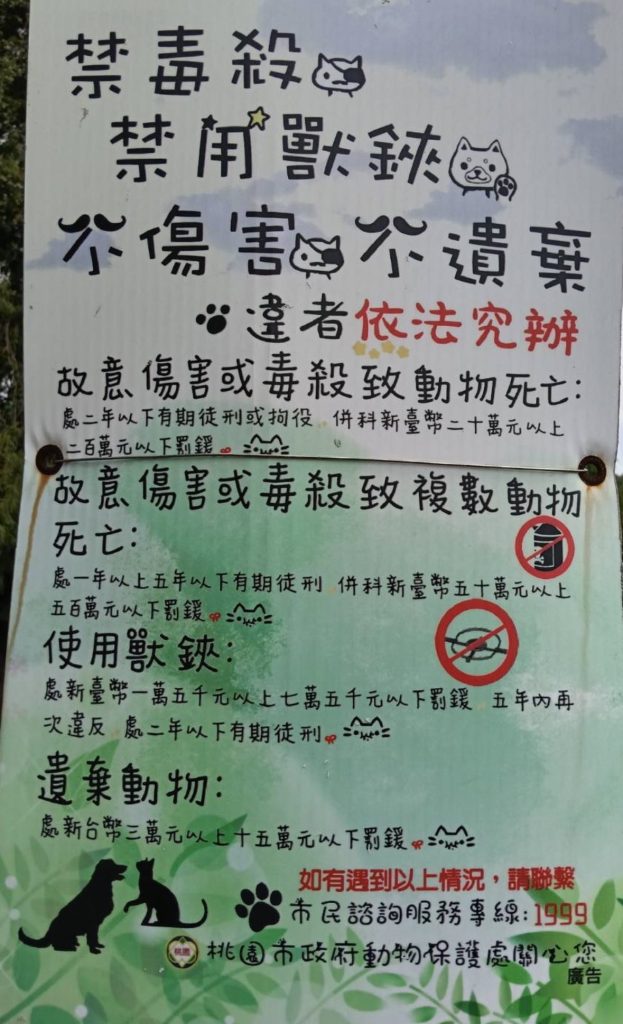 禁毒殺
禁用獸鋏
不傷害 不遺棄
違者依法究辦
故意傷害或毒殺致動物死亡:
處二年以下有期徒刑或拘役 併科新臺幣二十萬元以上
二百萬元以下罰鍰
故意傷害或毒殺致複數動物
死亡:
處一年以上五年以下有期徒刑 併科新臺幣五十萬元以上
五百萬元以下罰鍰
使用獸鋏:
處新臺幣一萬五千元以上七萬五千元以下罰鍰 五年內再
次違反 處二年以下有期徒刑
遺棄動物:
處新台幣三萬元以上十五萬元以下罰鍰
如有遇到以上情況，請聯繫
市民諮詢服務專線:1999
桃園 桃園市政府動物保護處關心您
廣告